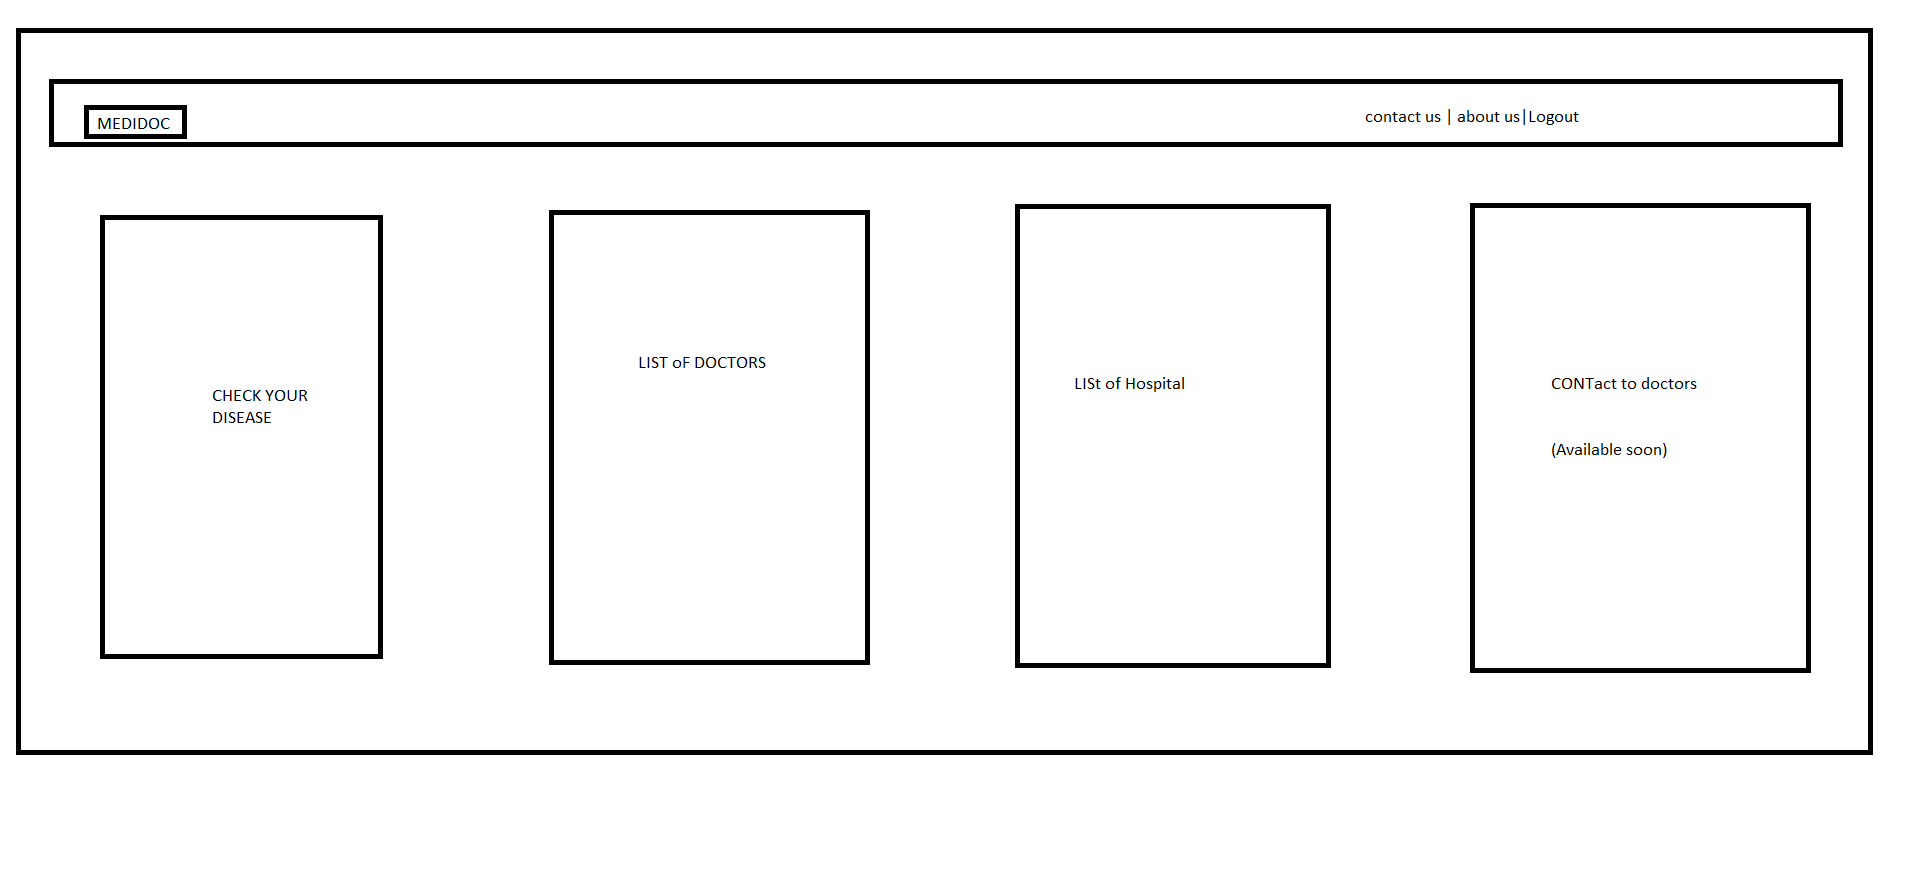 MEDIDOC
contact us | about us|Logout
CHECK YOUR
DISEASE
LIST oF DOCTORS
LISt of Hospital
CONTact to doctors
(Available soon)